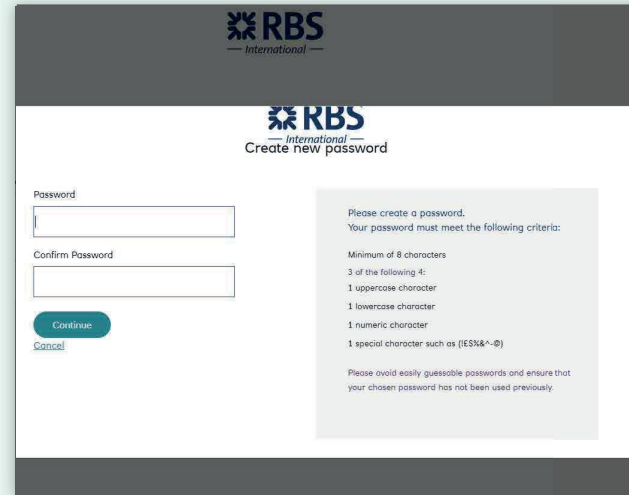 RBS
International
RBS
International
Create new password
Password
Confirm Password
Continue
Cancel
Please create a password.
Your password must meet the following criteria:
Minimum of 8 characters
3 of the following 4:
1 uppercase character
1 lowercase character
1 numeric character
1 special character such as (!£$%&^-@)
Please avoid easily guessable passwords and ensure that
your chosen password has not been used previously.